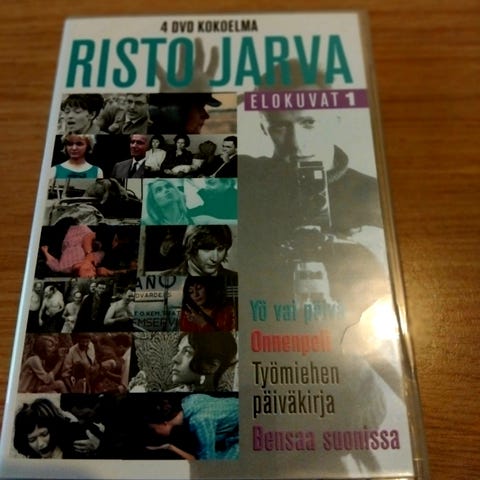 4 DVD KOKOELMA
RISTO JARVA
ELOKUVAT 1
Yö vai päivä
Onnenpeli
Työmiehen
päiväkirja
Bensaa suonissa